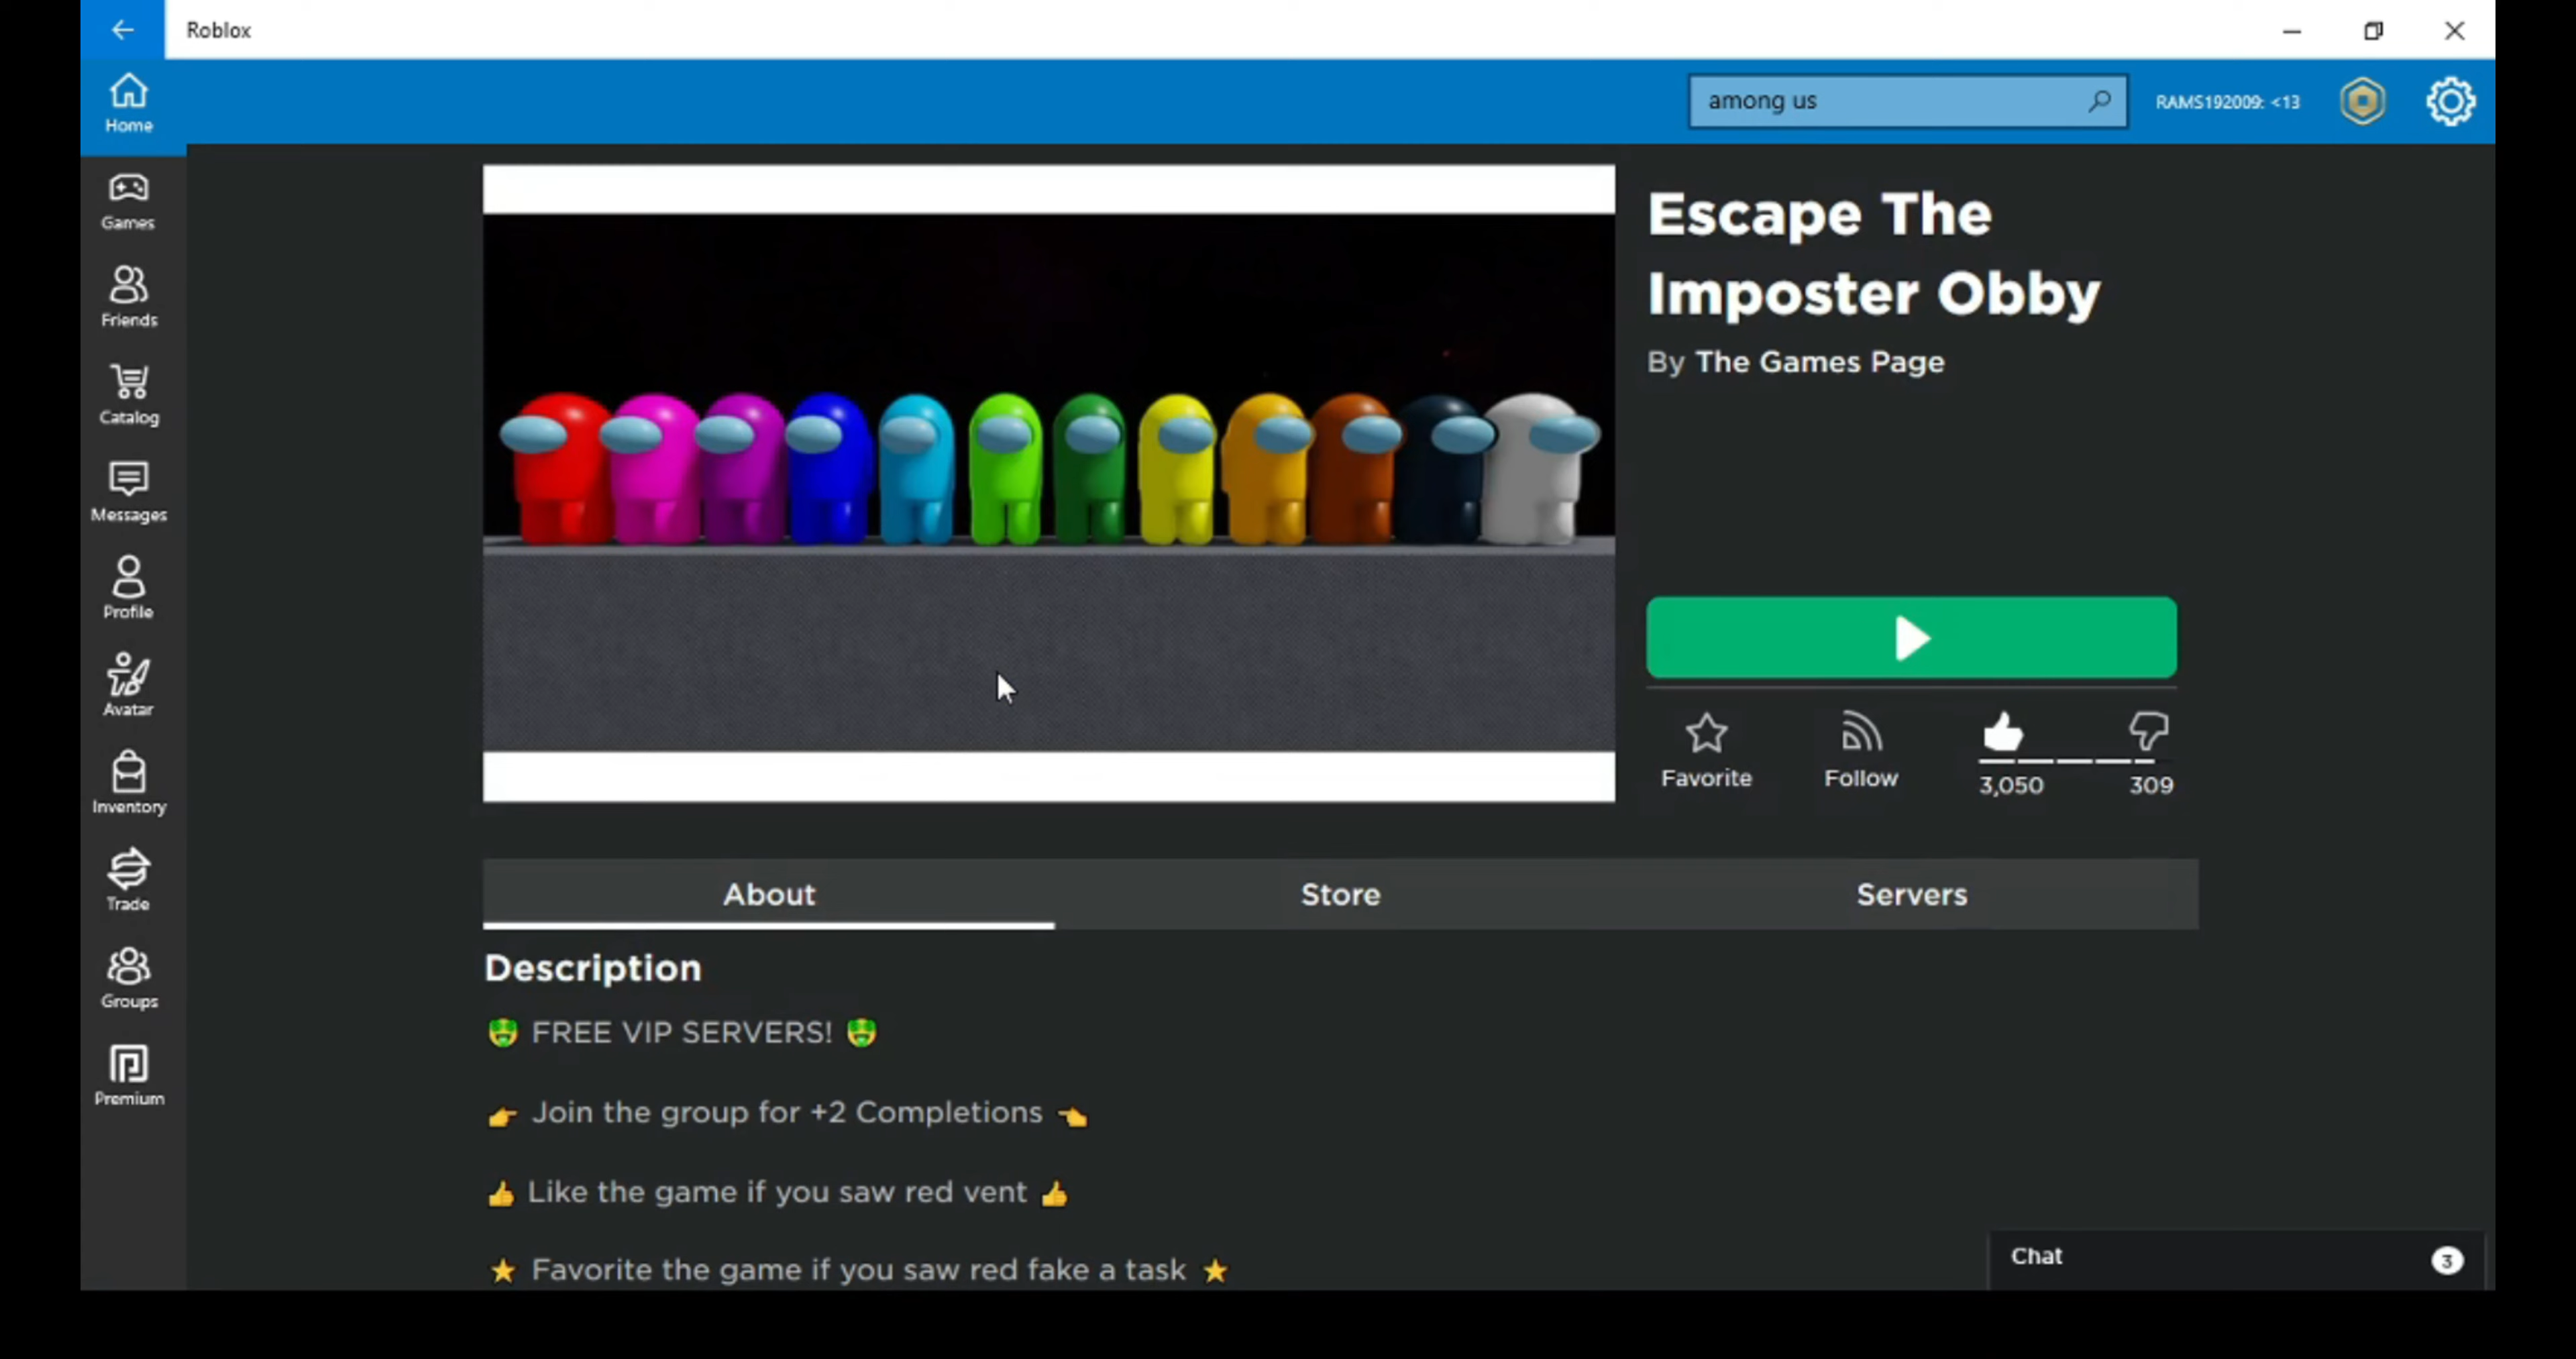 Roblox
Home
among us
RAMS192009: <13
Games
Friends
Catalog
Messages
Profile
Avatar
Inventory
Trade
Groups
Premium
Escape The
Imposter Obby
By The Games Page
Favorite
Follow
3,050
309
About
Store
Servers
Description
🤑 FREE VIP SERVERS! 🤑
👉 Join the group for +2 Completions 👈
👍 Like the game if you saw red vent 👍
⭐ Favorite the game if you saw red fake a task ⭐
Chat
3